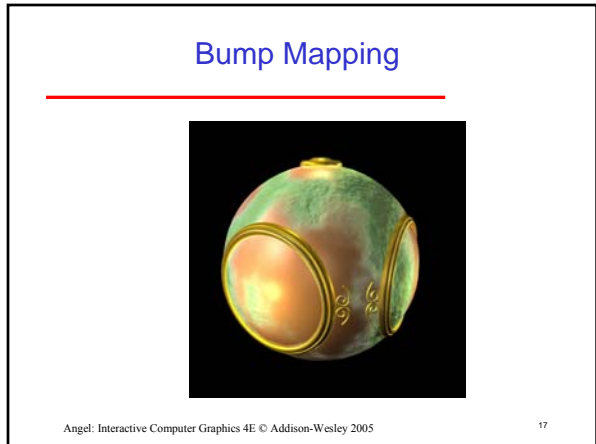 Bump Mapping
Angel: Interactive Computer Graphics 4E © Addison-Wesley 2005
17